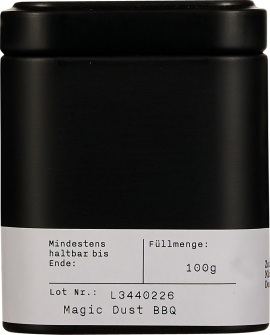 Mindestens
haltbar bis
Ende:
Füllmenge:
100g
Lot Nr.: L3440226
Magic Dust BBQ